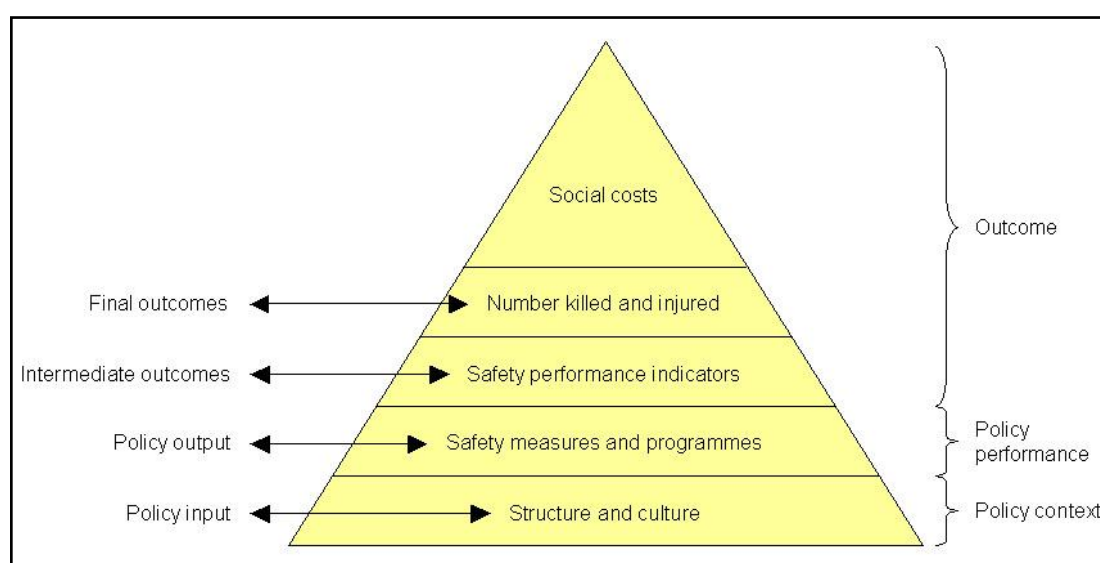 Social costs
Outcome
Final outcomes
Number killed and injured
Intermediate outcomes
Safety performance indicators
Policy output
Safety measures and programmes
Policy
performance
Policy input
Structure and culture
Policy context